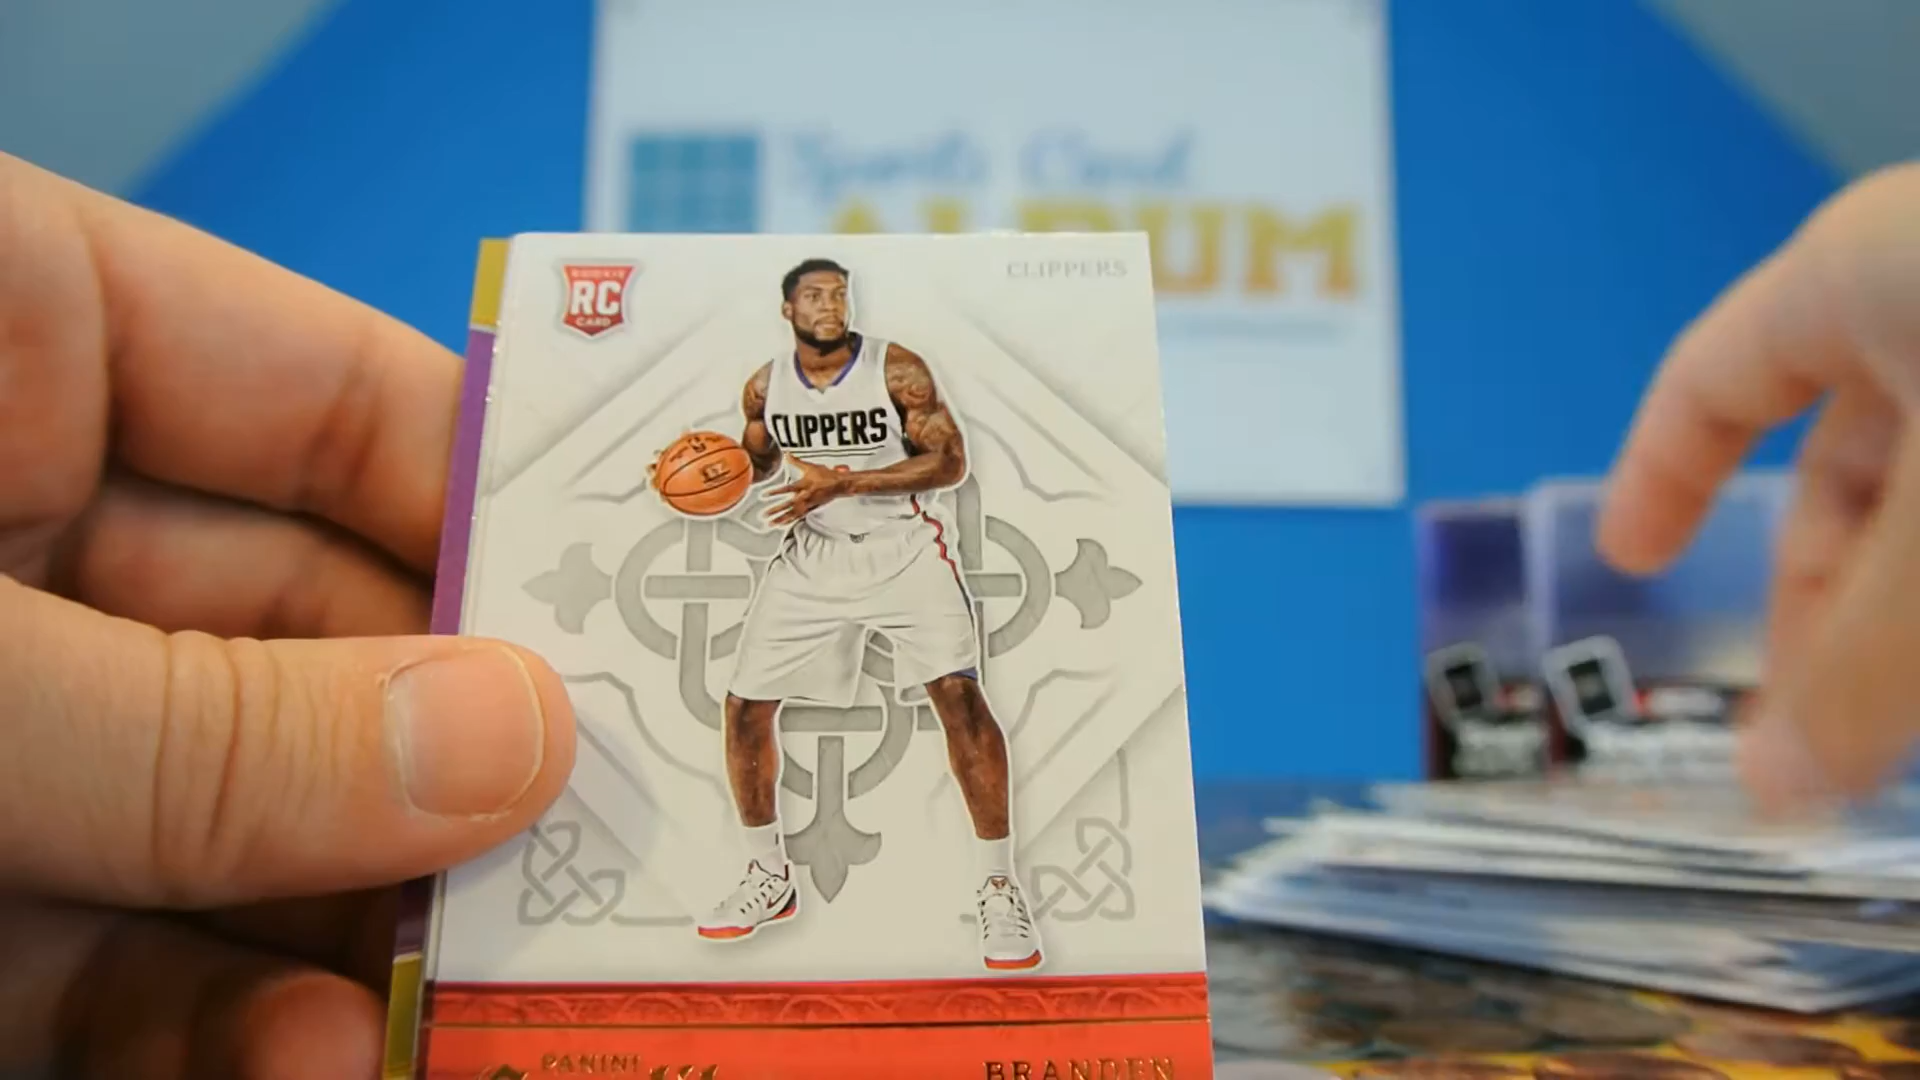 Sports Card
ALBUM
ROOKIE
RC
CARD
CLIPPERS
CLIPPERS
PANINI
BRANDEN